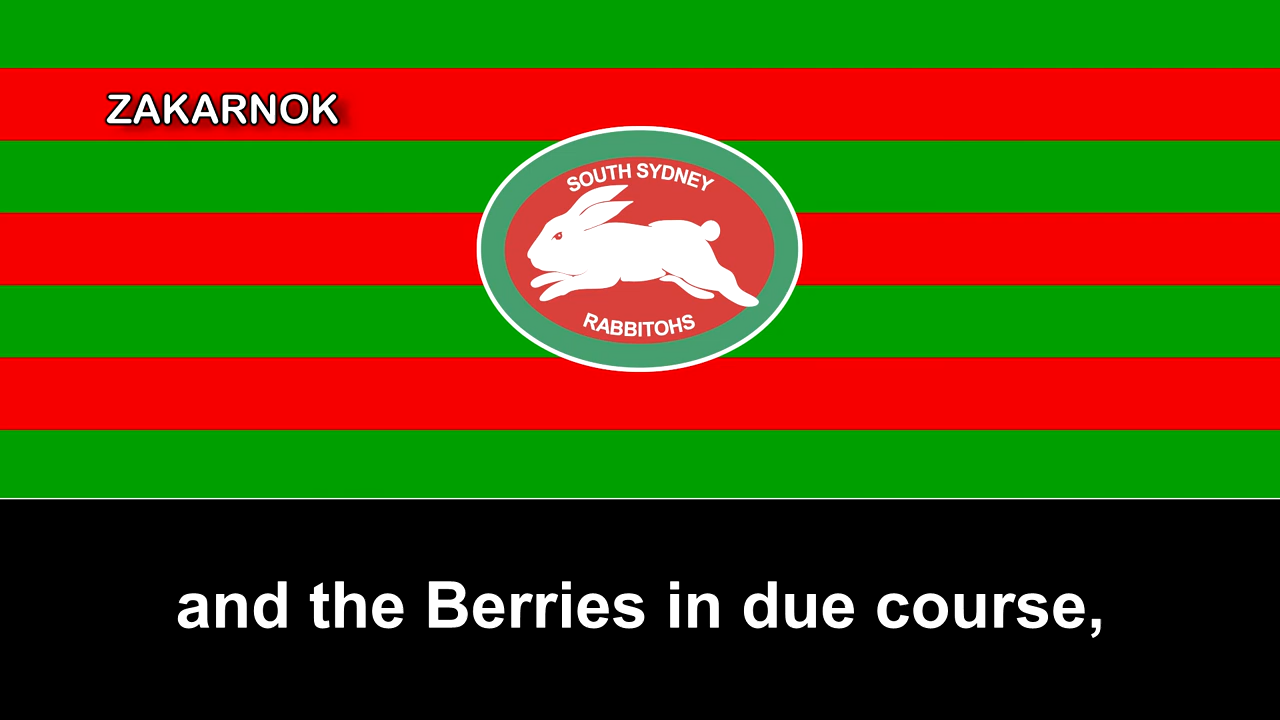 ZAKARNOK
SOUTH SYDNEY
RABBITOHS
and the Berries in due course,